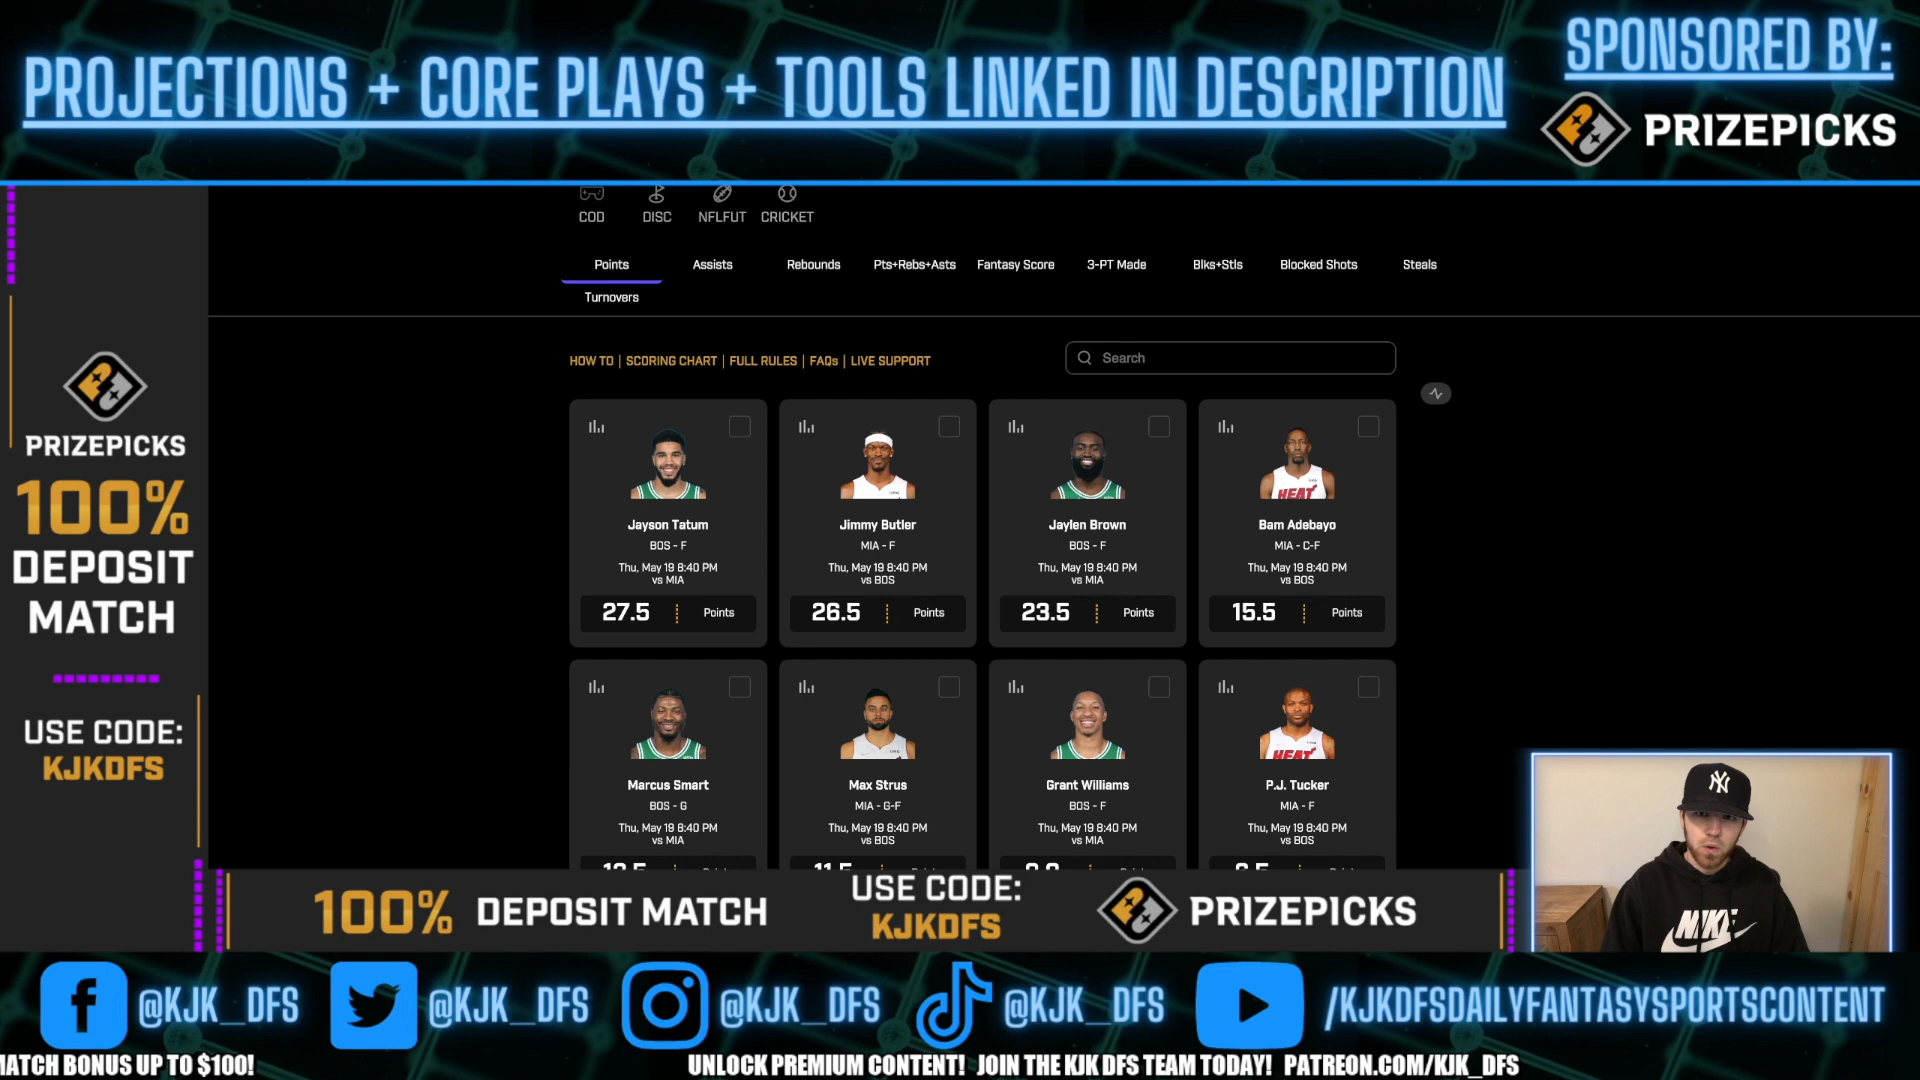 PROJECTIONS + CORE PLAYS + TOOLS LINKED IN DESCRIPTION
SPONSORED BY:
PRIZEPICKS
COD DISC NFLFUT CRICKET
Points Assists Rebounds Pts+Rebs+Asts Fantasy Score 3-PT Made Blks+Stls Blocked Shots Steals
Turnovers
HOW TO | SCORING CHART | FULL RULES | FAQs | LIVE SUPPORT
Search
PRIZEPICKS
100%
DEPOSIT
MATCH
USE CODE:
KJKDFS
Jayson Tatum
BOS - F
Thu, May 19 8:40 PM
vs MIA
27.5 Points
Jimmy Butler
MIA - F
Thu, May 19 8:40 PM
vs BOS
26.5 Points
Jaylen Brown
BOS - F
Thu, May 19 8:40 PM
vs MIA
23.5 Points
HEAT
Bam Adebayo
MIA - C-F
Thu, May 19 8:40 PM
vs BOS
15.5 Points
Marcus Smart
BOS - G
Thu, May 19 8:40 PM
vs MIA
Max Strus
MIA - G-F
Thu, May 19 8:40 PM
vs BOS
Grant Williams
BOS - F
Thu, May 19 8:40 PM
vs MIA
HEAT
P.J. Tucker
MIA - F
Thu, May 19 8:40 PM
vs BOS
100% DEPOSIT MATCH
USE CODE:
KJKDFS
PRIZEPICKS
NY
NIKE
@KJK_DFS
@KJK_DFS
@KJK_DFS
@KJK_DFS
/KJKDFSDAILYFANTASYSPORTSCONTENT
MATCH BONUS UP TO $100!
UNLOCK PREMIUM CONTENT! JOIN THE KJK DFS TEAM TODAY! PATREON.COM/KJK_DFS